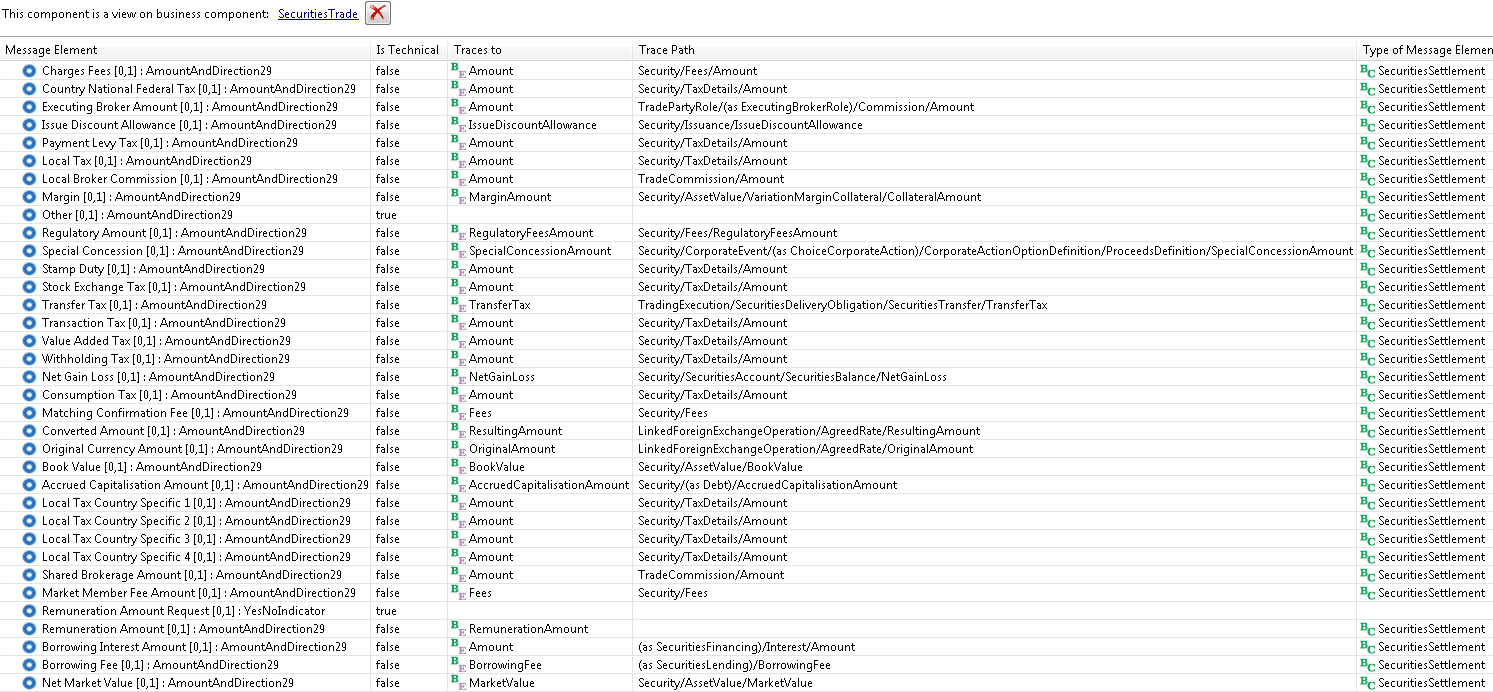 This component is a view on business component: SecuritiesTrade
Message Element Is Technical Traces to Trace Path Type of Message Elemen
Charges Fees [0,1] : AmountAndDirection29 false Amount Security/Fees/Amount SecuritiesSettlement
Country National Federal Tax [0,1] : AmountAndDirection29 false Amount Security/TaxDetails/Amount SecuritiesSettlement
Executing Broker Amount [0,1] : AmountAndDirection29 false Amount TradePartyRole/(as ExecutingBrokerRole)/Commission/Amount SecuritiesSettlement
Issue Discount Allowance [0,1] : AmountAndDirection29 false IssueDiscountAllowance Security/Issuance/IssueDiscountAllowance SecuritiesSettlement
Payment Levy Tax [0,1] : AmountAndDirection29 false Amount Security/TaxDetails/Amount SecuritiesSettlement
Local Tax [0,1] : AmountAndDirection29 false Amount Security/TaxDetails/Amount SecuritiesSettlement
Local Broker Commission [0,1] : AmountAndDirection29 false Amount TradeCommission/Amount SecuritiesSettlement
Margin [0,1] : AmountAndDirection29 false MarginAmount Security/AssetValue/VariationMarginCollateral/CollateralAmount SecuritiesSettlement
Other [0,1] : AmountAndDirection29 true SecuritiesSettlement
Regulatory Amount [0,1] : AmountAndDirection29 false RegulatoryFeesAmount Security/Fees/RegulatoryFeesAmount SecuritiesSettlement
Special Concession [0,1] : AmountAndDirection29 false SpecialConcessionAmount Security/CorporateEvent/(as ChoiceCorporateAction)/CorporateActionOptionDefinition/ProceedsDefinition/SpecialConcessionAmount SecuritiesSettlement
Stamp Duty [0,1] : AmountAndDirection29 false Amount Security/TaxDetails/Amount SecuritiesSettlement
Stock Exchange Tax [0,1] : AmountAndDirection29 false Amount Security/TaxDetails/Amount SecuritiesSettlement
Transfer Tax [0,1] : AmountAndDirection29 false TransferTax TradingExecution/SecuritiesDeliveryObligation/SecuritiesTransfer/TransferTax SecuritiesSettlement
Transaction Tax [0,1] : AmountAndDirection29 false Amount Security/TaxDetails/Amount SecuritiesSettlement
Value Added Tax [0,1] : AmountAndDirection29 false Amount Security/TaxDetails/Amount SecuritiesSettlement
Withholding Tax [0,1] : AmountAndDirection29 false Amount Security/TaxDetails/Amount SecuritiesSettlement
Net Gain Loss [0,1] : AmountAndDirection29 false NetGainLoss Security/SecuritiesAccount/SecuritiesBalance/NetGainLoss SecuritiesSettlement
Consumption Tax [0,1] : AmountAndDirection29 false Amount Security/TaxDetails/Amount SecuritiesSettlement
Matching Confirmation Fee [0,1] : AmountAndDirection29 false Fees Security/Fees SecuritiesSettlement
Converted Amount [0,1] : AmountAndDirection29 false ResultingAmount LinkedForeignExchangeOperation/AgreedRate/ResultingAmount SecuritiesSettlement
Original Currency Amount [0,1] : AmountAndDirection29 false OriginalAmount LinkedForeignExchangeOperation/AgreedRate/OriginalAmount SecuritiesSettlement
Book Value [0,1] : AmountAndDirection29 false BookValue Security/AssetValue/BookValue SecuritiesSettlement
Accrued Capitalisation Amount [0,1] : AmountAndDirection29 false AccruedCapitalisationAmount Security/(as Debt)/AccruedCapitalisationAmount SecuritiesSettlement
Local Tax Country Specific 1 [0,1] : AmountAndDirection29 false Amount Security/TaxDetails/Amount SecuritiesSettlement
Local Tax Country Specific 2 [0,1] : AmountAndDirection29 false Amount Security/TaxDetails/Amount SecuritiesSettlement
Local Tax Country Specific 3 [0,1] : AmountAndDirection29 false Amount Security/TaxDetails/Amount SecuritiesSettlement
Local Tax Country Specific 4 [0,1] : AmountAndDirection29 false Amount Security/TaxDetails/Amount SecuritiesSettlement
Shared Brokerage Amount [0,1] : AmountAndDirection29 false Amount TradeCommission/Amount SecuritiesSettlement
Market Member Fee Amount [0,1] : AmountAndDirection29 false Fees Security/Fees SecuritiesSettlement
Remuneration Amount Request [0,1] : YesNoIndicator true
Remuneration Amount [0,1] : AmountAndDirection29 false RemunerationAmount SecuritiesSettlement
Borrowing Interest Amount [0,1] : AmountAndDirection29 false Amount (as SecuritiesFinancing)/Interest/Amount SecuritiesSettlement
Borrowing Fee [0,1] : AmountAndDirection29 false BorrowingFee (as SecuritiesLending)/BorrowingFee SecuritiesSettlement
Net Market Value [0,1] : AmountAndDirection29 false MarketValue Security/AssetValue/MarketValue SecuritiesSettlement